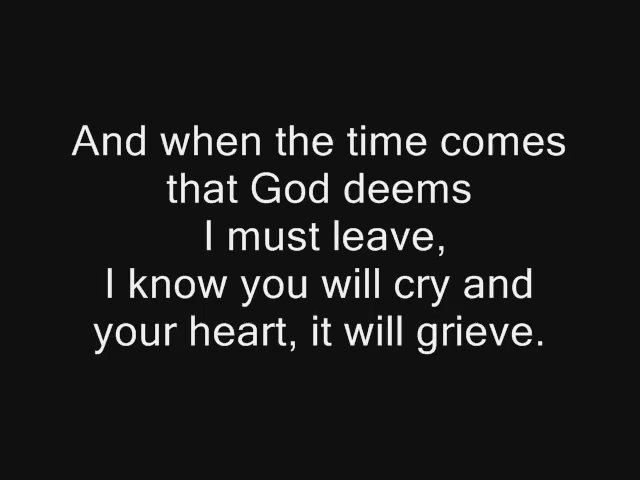 And when the time comes
that God deems
I must leave,
I know you will cry and
your heart, it will grieve.